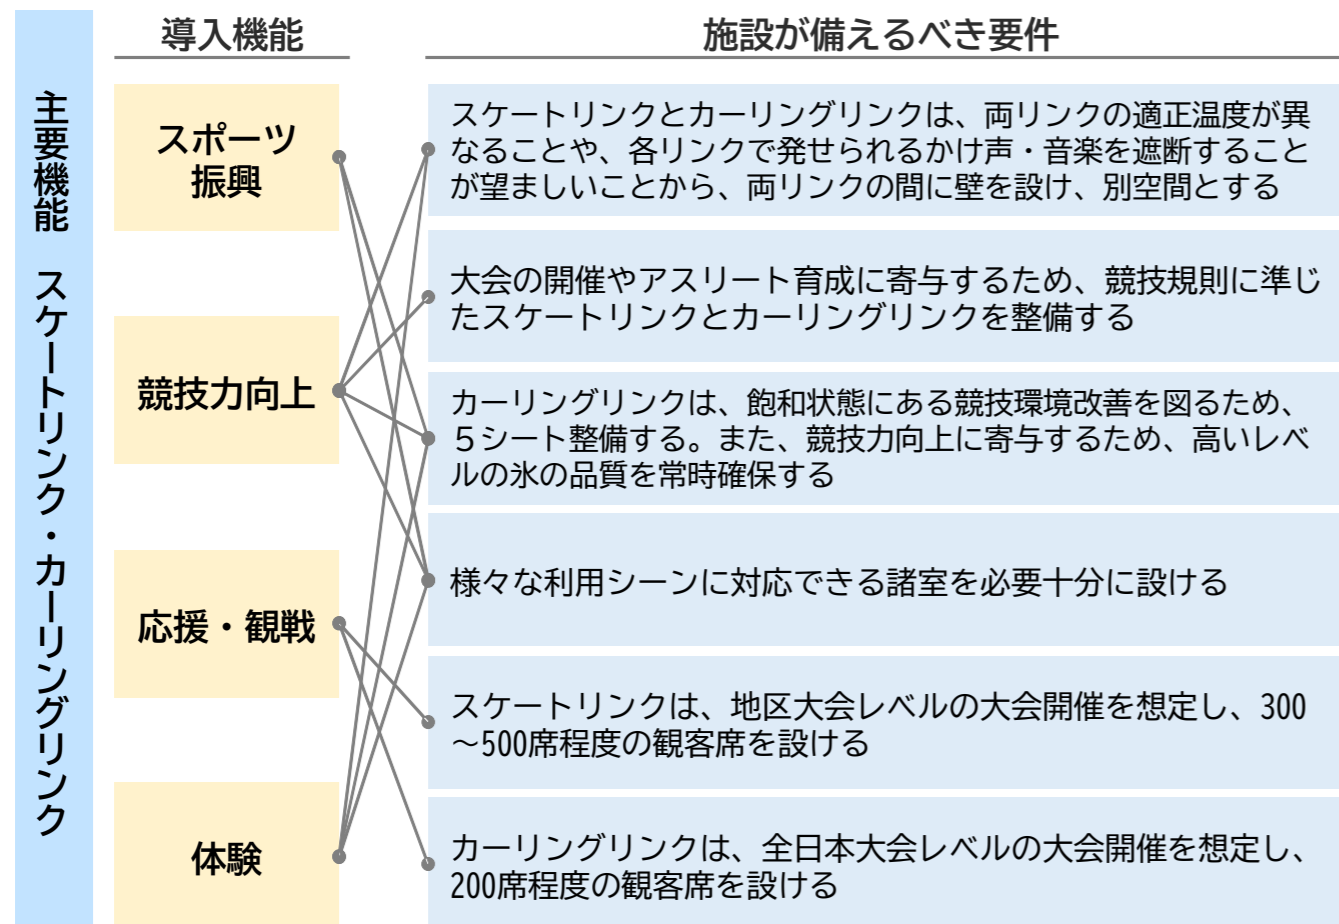 導入機能
施設が備えるべき要件
主要機能 スケートリンク・カーリングリンク
スポーツ
振興
競技力向上
応援・観戦
体験
スケートリンクとカーリングリンクは、両リンクの適正温度が異
なることや、各リンクで発せられるかけ声・音楽を遮断すること
が望ましいことから、両リンクの間に壁を設け、別空間とする
大会の開催やアスリート育成に寄与するため、競技規則に準じ
たスケートリンクとカーリングリンクを整備する
カーリングリンクは、飽和状態にある競技環境改善を図るため、
５シート整備する。また、競技力向上に寄与するため、高いレベ
ルの氷の品質を常時確保する
様々な利用シーンに対応できる諸室を必要十分に設ける
スケートリンクは、地区大会レベルの大会開催を想定し、300
～500席程度の観客席を設ける
カーリングリンクは、全日本大会レベルの大会開催を想定し、
200席程度の観客席を設ける